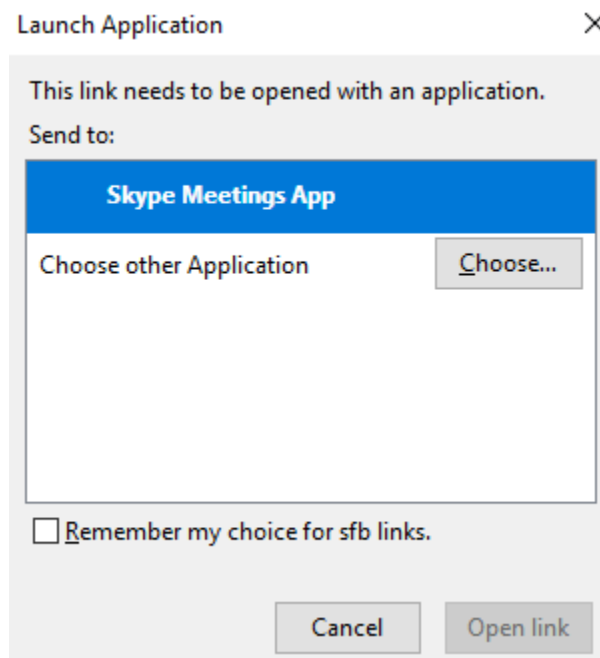 Launch Application
This link needs to be opened with an application.
Send to:
Skype Meetings App
Choose other Application
Choose...
Remember my choice for sfb links.
Cancel
Open link